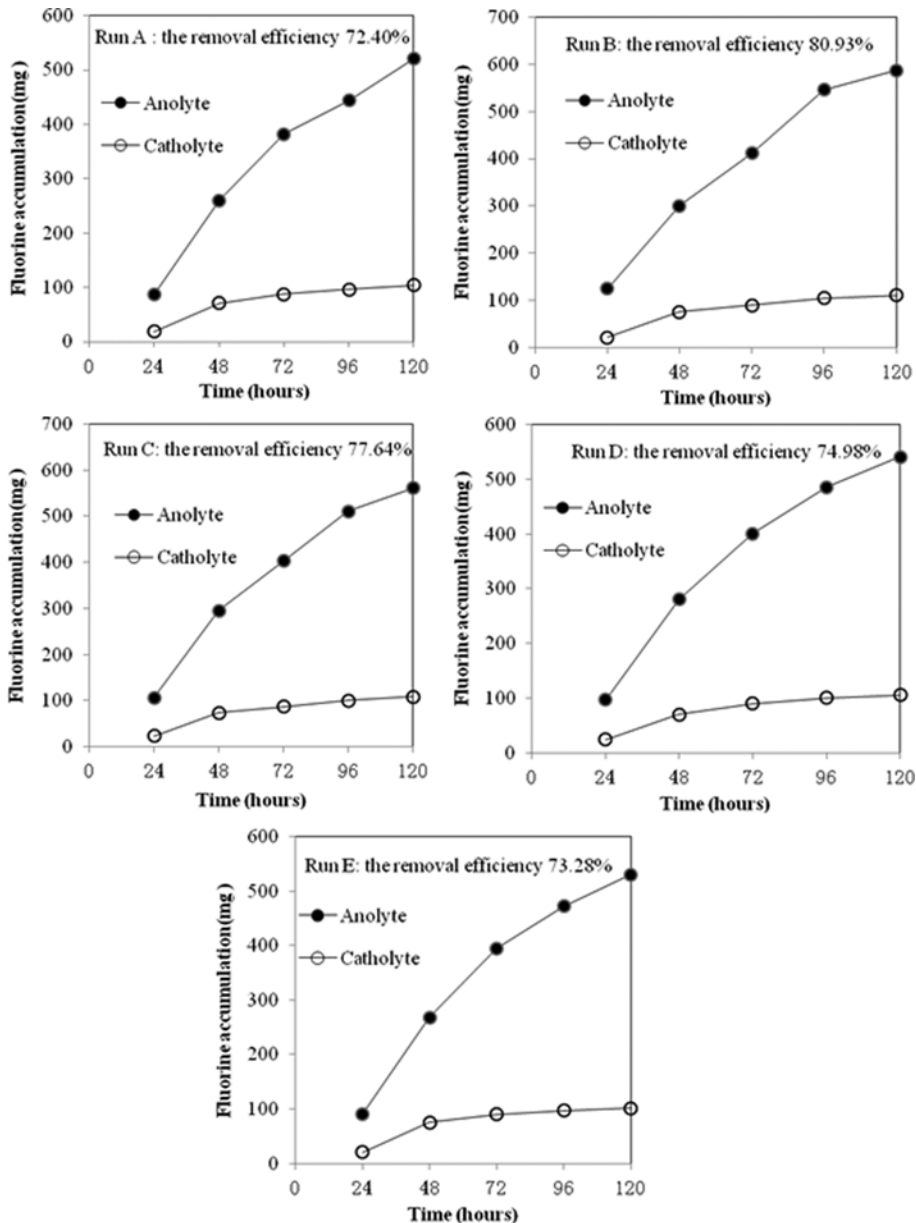 Run A : the removal efficiency 72.40%
Anolyte
Catholyte
Fluorine accumulation(mg)
600
500
400
300
200
100
0
0 24 48 72 96 120
Time (hours)
Run B: the removal efficiency 80.93%
Anolyte
Catholyte
Fluorine accumulation(mg)
700
600
500
400
300
200
100
0
0 24 48 72 96 120
Time (hours)
Run C: the removal efficiency 77.64%
Anolyte
Catholyte
Fluorine accumulation(mg)
700
600
500
400
300
200
100
0
0 24 48 72 96 120
Time (hours)
Run D: the removal efficiency 74.98%
Anolyte
Catholyte
Fluorine accumulation(mg)
600
500
400
300
200
100
0
0 24 48 72 96 120
Time (hours)
Run E: the removal efficiency 73.28%
Anolyte
Catholyte
Fluorine accumulation(mg)
600
500
400
300
200
100
0
0 24 48 72 96 120
Time (hours)